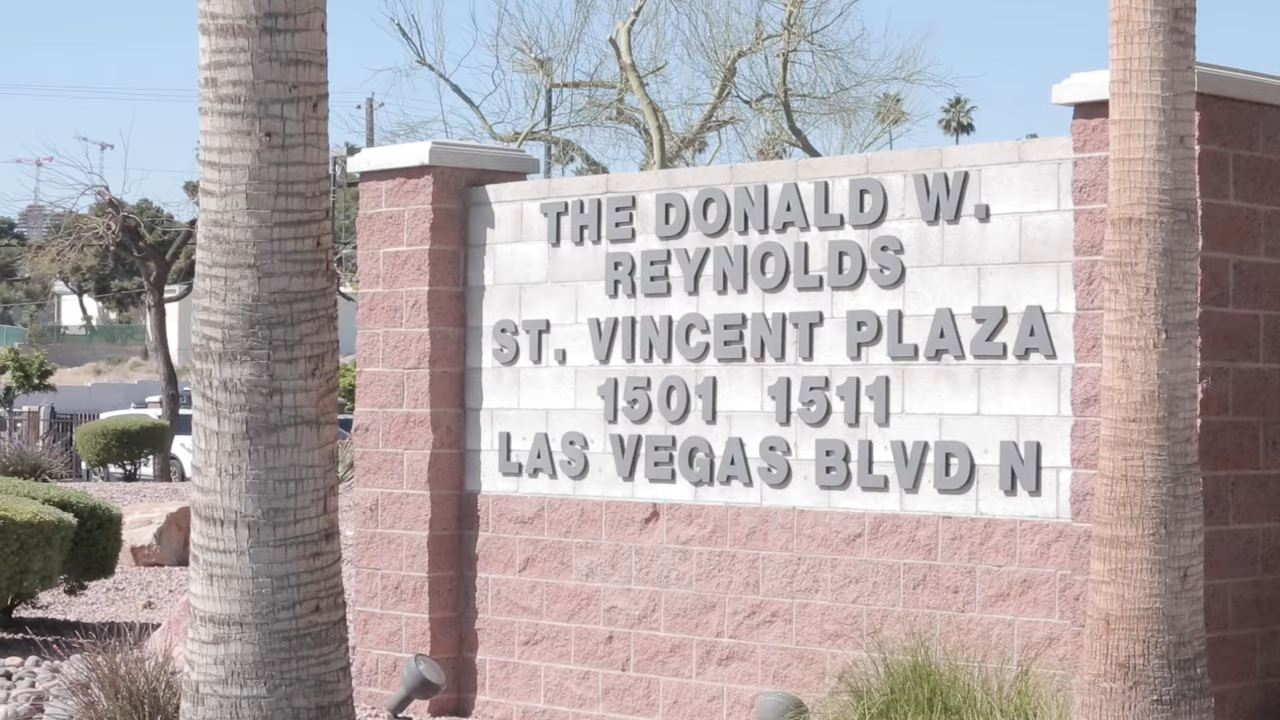 THE DONALD W.
REYNOLDS
ST. VINCENT PLAZA
1501 1511
LAS VEGAS BLVD N